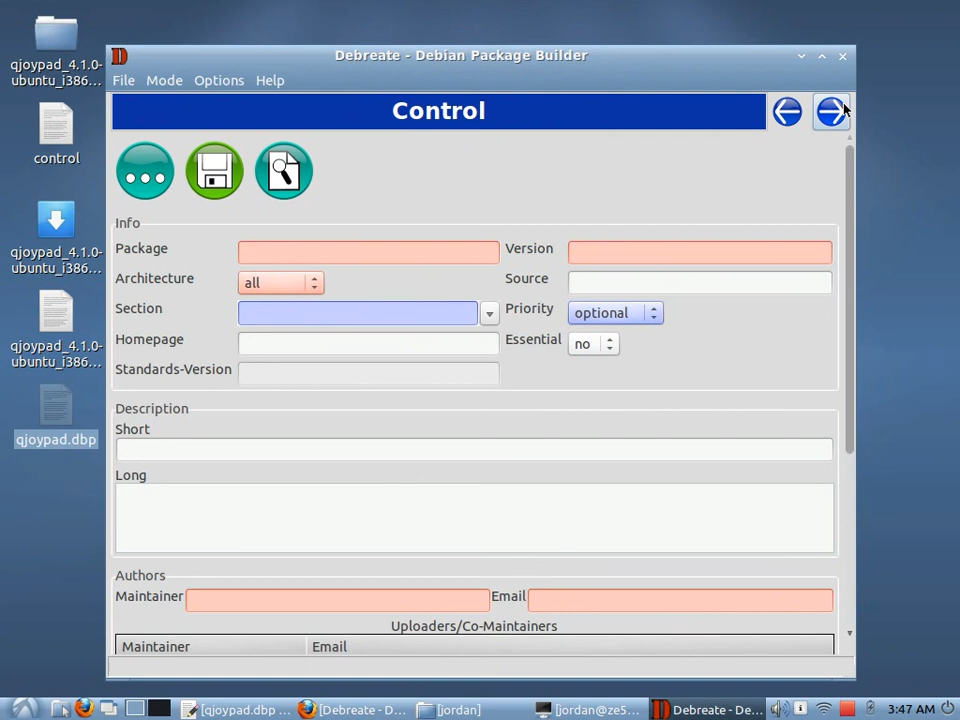 qjoypad_4.1.0-
ubuntu_i386...
control
qjoypad_4.1.0-
ubuntu_i386...
qjoypad_4.1.0-
ubuntu_i386...
qjoypad.dbp
Debreate - Debian Package Builder
File Mode Options Help
Control
Info
Package Version
Architecture all Source
Section Priority optional
Homepage Essential no
Standards-Version
Description
Short
Long
Authors
Maintainer Email
Uploaders/Co-Maintainers
Maintainer Email
[qjoypad.dbp ... [Debreate - D... [jordan] [jordan@ze5... Debreate - De... 3:47 AM